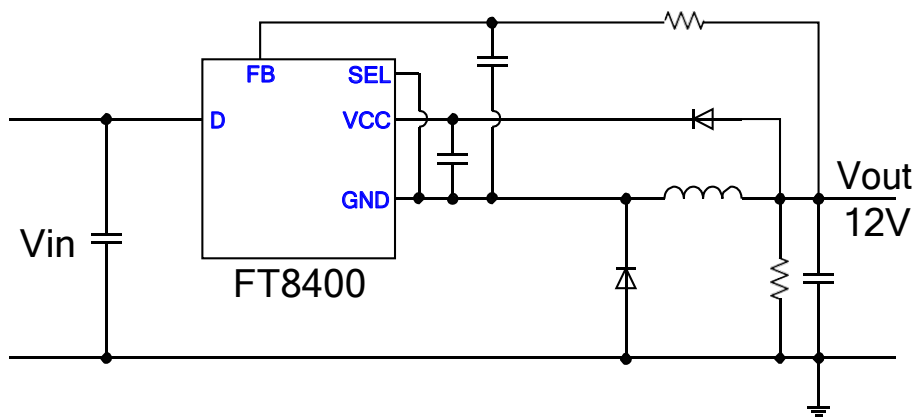 FB
SEL
D
VCC
GND
Vin
FT8400
Vout
12V